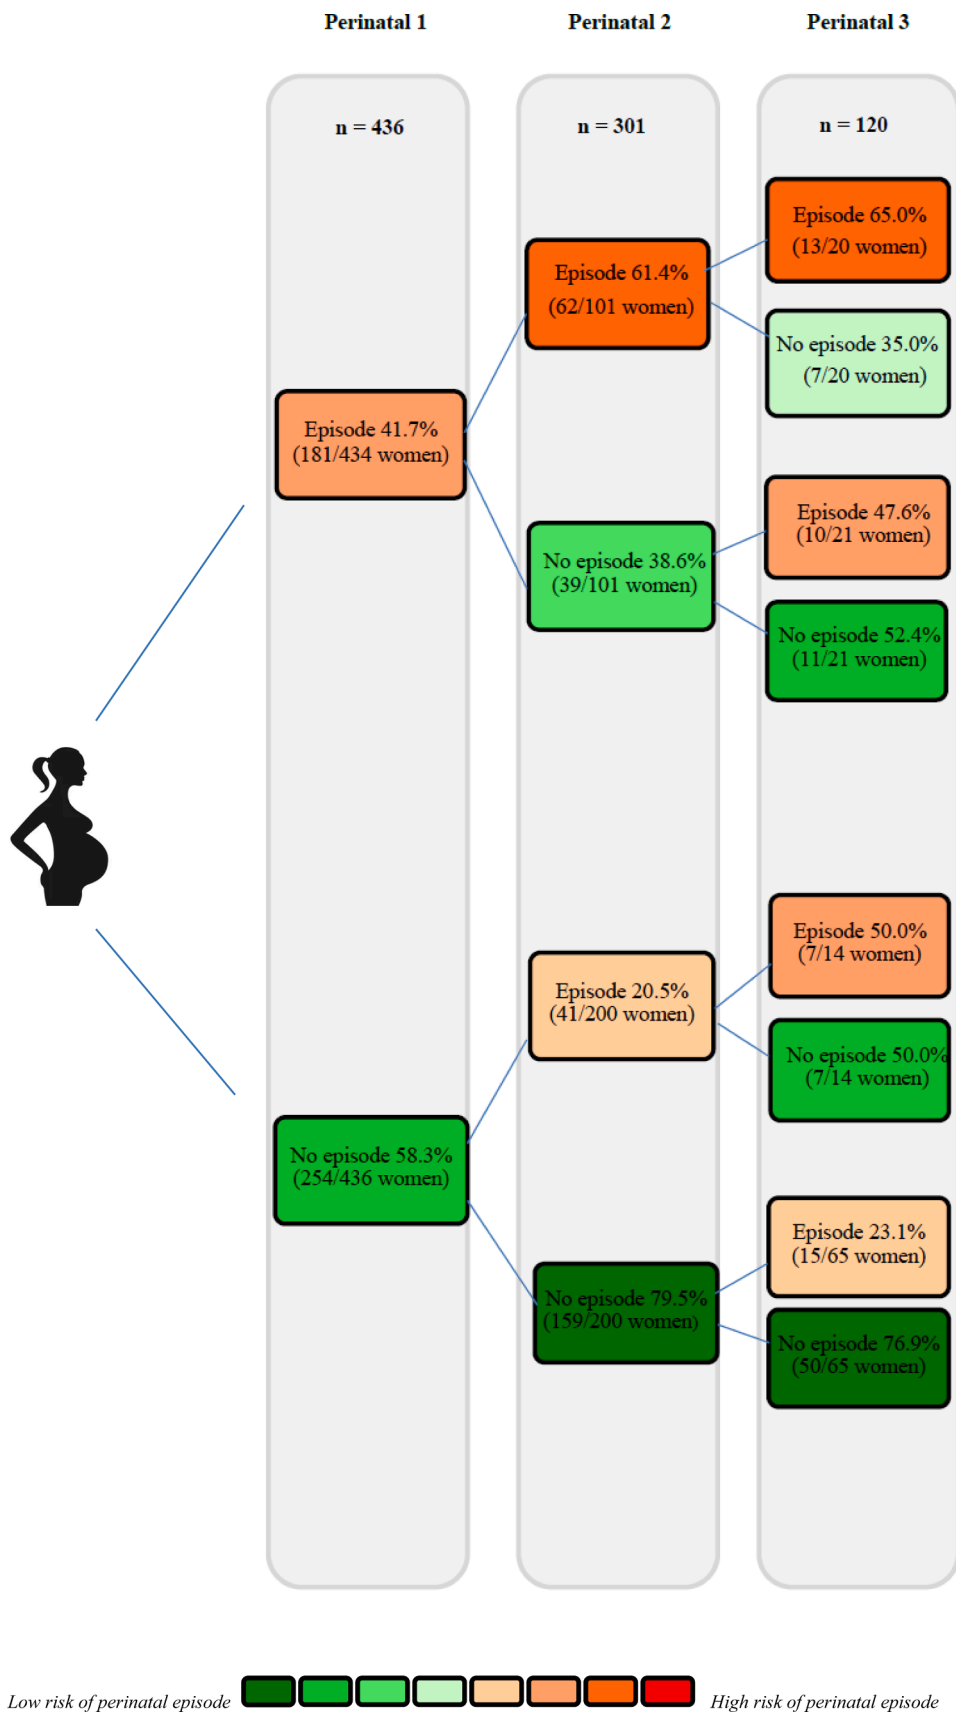 Perinatal 1
Perinatal 2
Perinatal 3
n = 436
n = 301
n = 120
Episode 41.7%
(181/434 women)
No episode 58.3%
(254/436 women)
Episode 61.4%
(62/101 women)
No episode 38.6%
(39/101 women)
Episode 20.5%
(41/200 women)
No episode 79.5%
(159/200 women)
Episode 65.0%
(13/20 women)
No episode 35.0%
(7/20 women)
Episode 47.6%
(10/21 women)
No episode 52.4%
(11/21 women)
Episode 50.0%
(7/14 women)
No episode 50.0%
(7/14 women)
Episode 23.1%
(15/65 women)
No episode 76.9%
(50/65 women)
Low risk of perinatal episode
High risk of perinatal episode